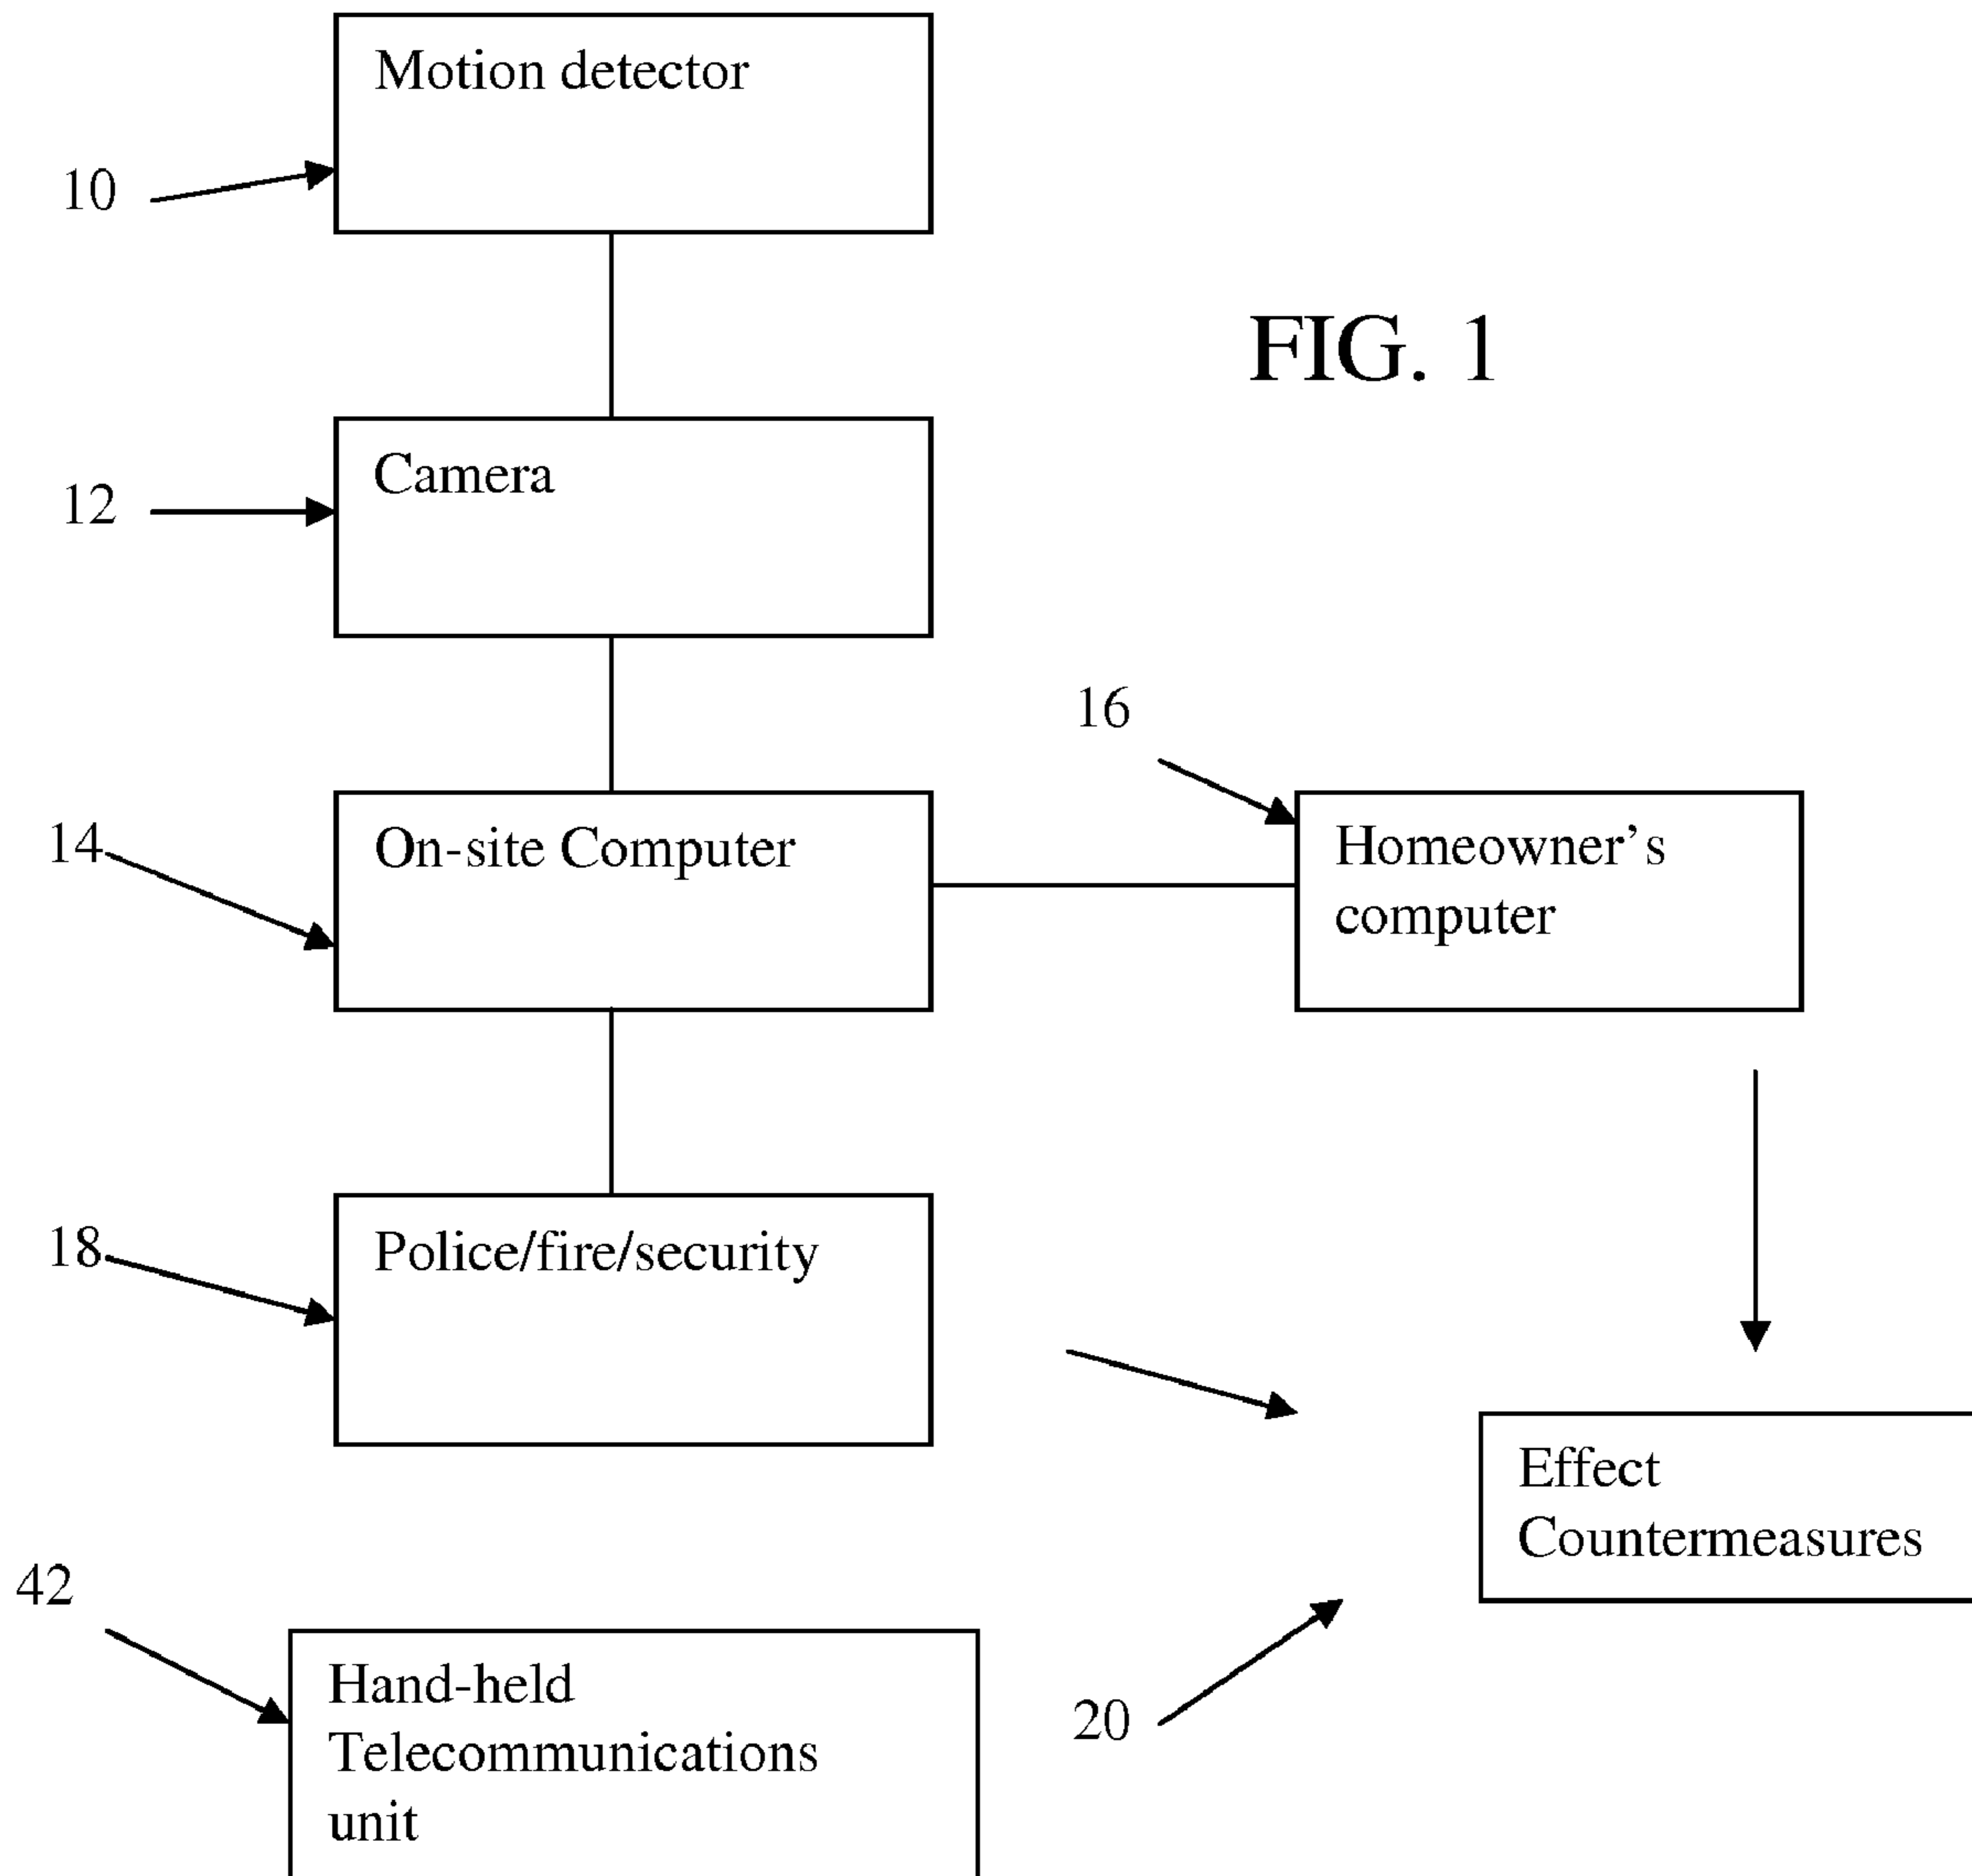 Motion detector
10
FIG. 1
Camera
12
16
14
On-site Computer
Homeowner’s
computer
18
Police/fire/security
Effect
Countermeasures
42
Hand-held
Telecommunications
unit
20